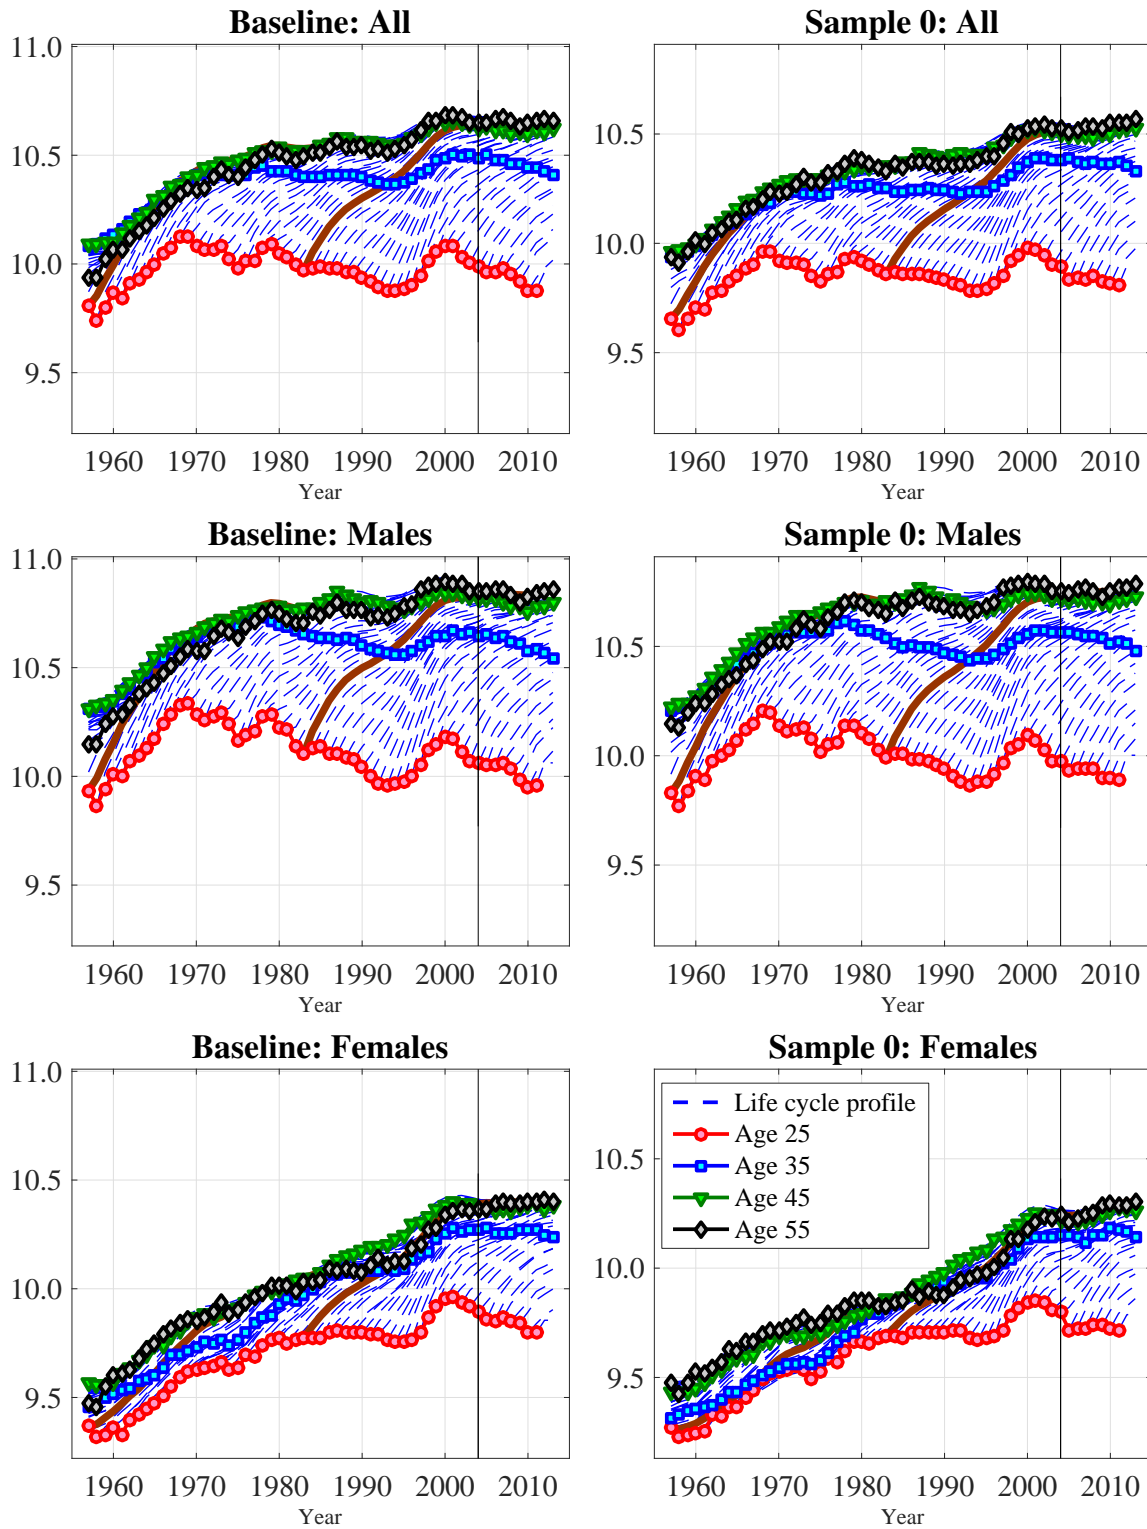 Baseline: All
11.0
10.5
10.0
9.5
1960 1970 1980 1990 2000 2010
Year
Sample 0: All
10.5
10.0
9.5
1960 1970 1980 1990 2000 2010
Year
Baseline: Males
11.0
10.5
10.0
9.5
1960 1970 1980 1990 2000 2010
Year
Sample 0: Males
10.5
10.0
9.5
1960 1970 1980 1990 2000 2010
Year
Baseline: Females
11.0
10.5
10.0
9.5
1960 1970 1980 1990 2000 2010
Year
Sample 0: Females
Life cycle profile
Age 25
Age 35
Age 45
Age 55
10.5
10.0
9.5
1960 1970 1980 1990 2000 2010
Year